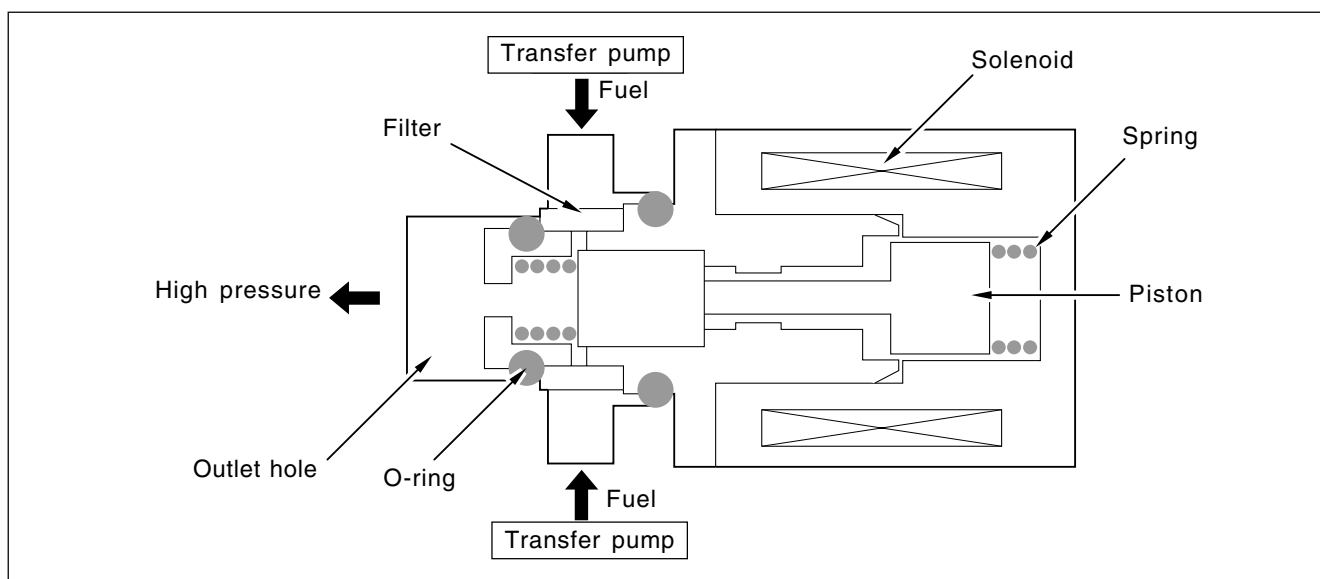 Transfer pump
Solenoid
Fuel
Filter
Spring
High pressure
Piston
Outlet hole
O-ring
Fuel
Transfer pump